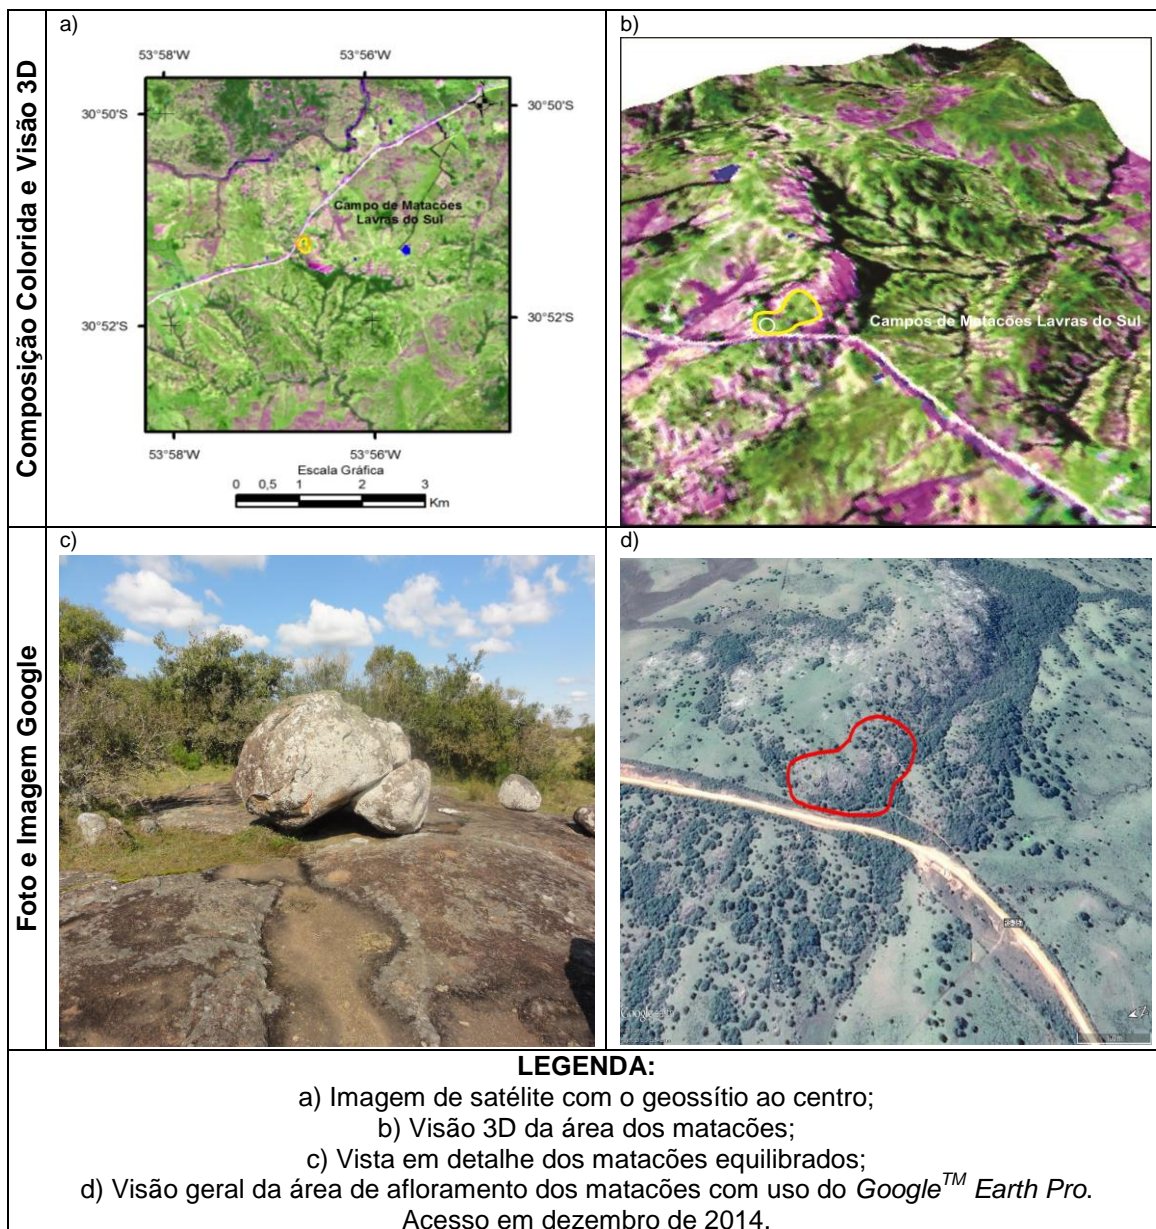 Composição Colorida e Visão 3D
a)
53°58'W
53°56'W
30°50'S
30°50'S
Campo de Matacões
Lavras do Sul
30°52'S
30°52'S
53°58'W
53°56'W
Escala Gráfica
0 0,5 1 2 3
Km
b)
Campos de Matacões Lavras do Sul
Foto e Imagem Google
c)
d)
Google earth
LEGENDA:
a) Imagem de satélite com o geossítio ao centro;
b) Visão 3D da área dos matacões;
c) Vista em detalhe dos matacões equilibrados;
d) Visão geral da área de afloramento dos matacões com uso do Google™ Earth Pro.
Acesso em dezembro de 2014.